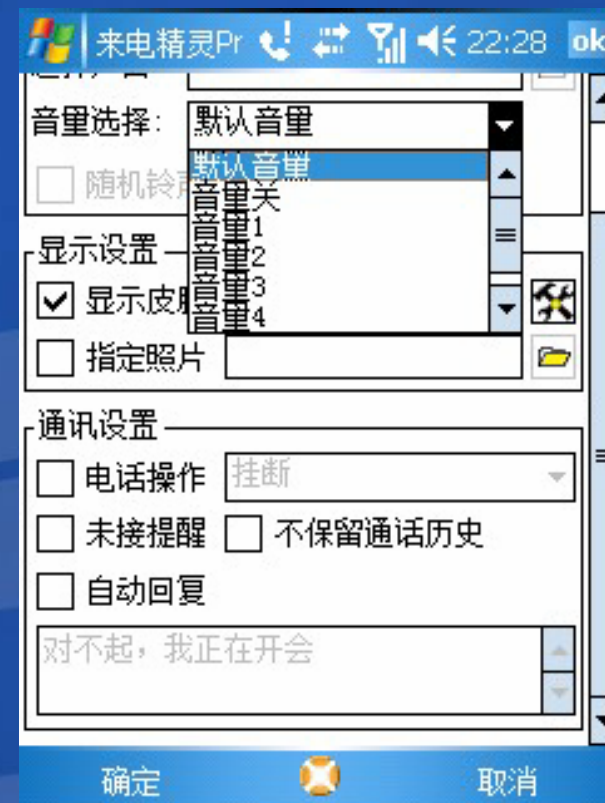 来电精灵Pr 22:28 ok
音量选择: 默认音量
随机铃
默认音量
音量关
音量1
音量2
音量3
音量4
显示设置
显示皮
指定照片
通讯设置
电话操作 挂断
未接提醒 不保留通话历史
自动回复
对不起，我正在开会
确定 取消